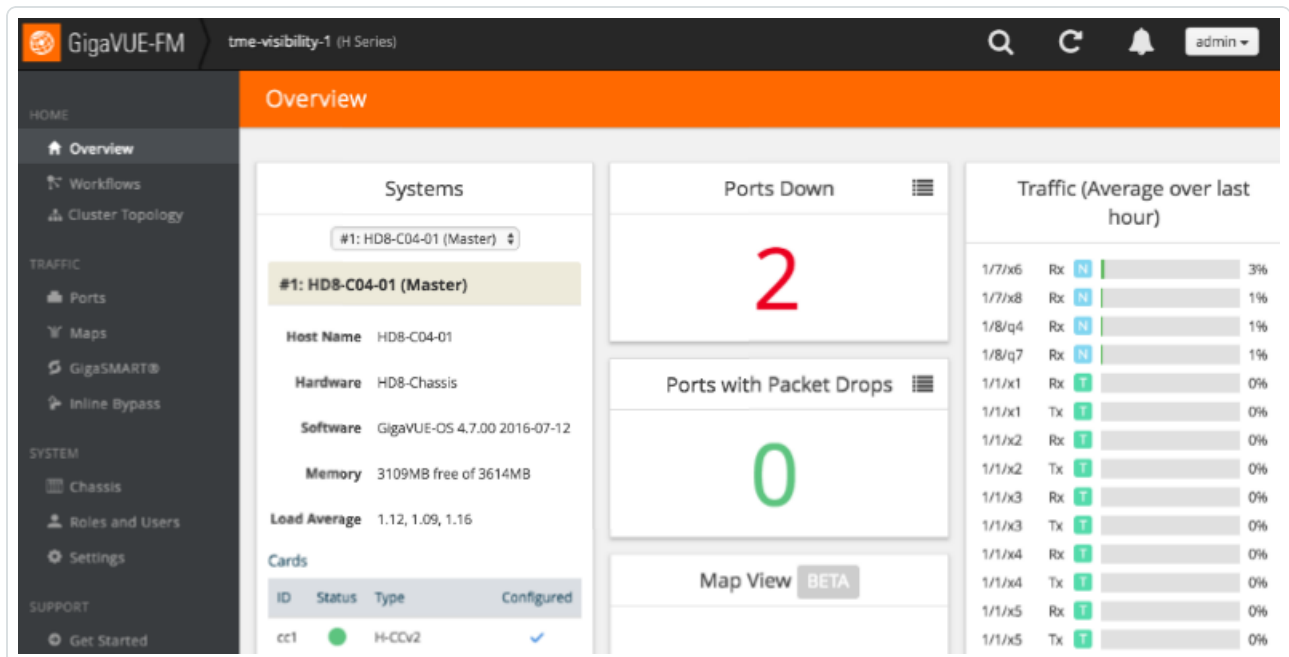 GigaVUE-FM
tme-visibility-1 (H Series)
admin
HOME
Overview
Workflows
Cluster Topology
TRAFFIC
Ports
Maps
GigaSMART®
Inline Bypass
SYSTEM
Chassis
Roles and Users
Settings
SUPPORT
Get Started
Overview
Systems
#1: HD8-C04-01 (Master)
#1: HD8-C04-01 (Master)
Host Name HD8-C04-01
Hardware HD8-Chassis
Software GigaVUE-OS 4.7.00 2016-07-12
Memory 3109MB free of 3614MB
Load Average 1.12, 1.09, 1.16
Cards
ID Status Type Configured
cc1 H-CCv2
Ports Down
2
Ports with Packet Drops
0
Map View BETA
Traffic (Average over last
hour)
1/7/x6 Rx N 3%
1/7/x8 Rx N 1%
1/8/q4 Rx N 1%
1/8/q7 Rx N 1%
1/1/x1 Rx T 0%
1/1/x1 Tx T 0%
1/1/x2 Rx T 0%
1/1/x2 Tx T 0%
1/1/x3 Rx T 0%
1/1/x3 Tx T 0%
1/1/x4 Rx T 0%
1/1/x4 Tx T 0%
1/1/x5 Rx T 0%
1/1/x5 Tx T 0%